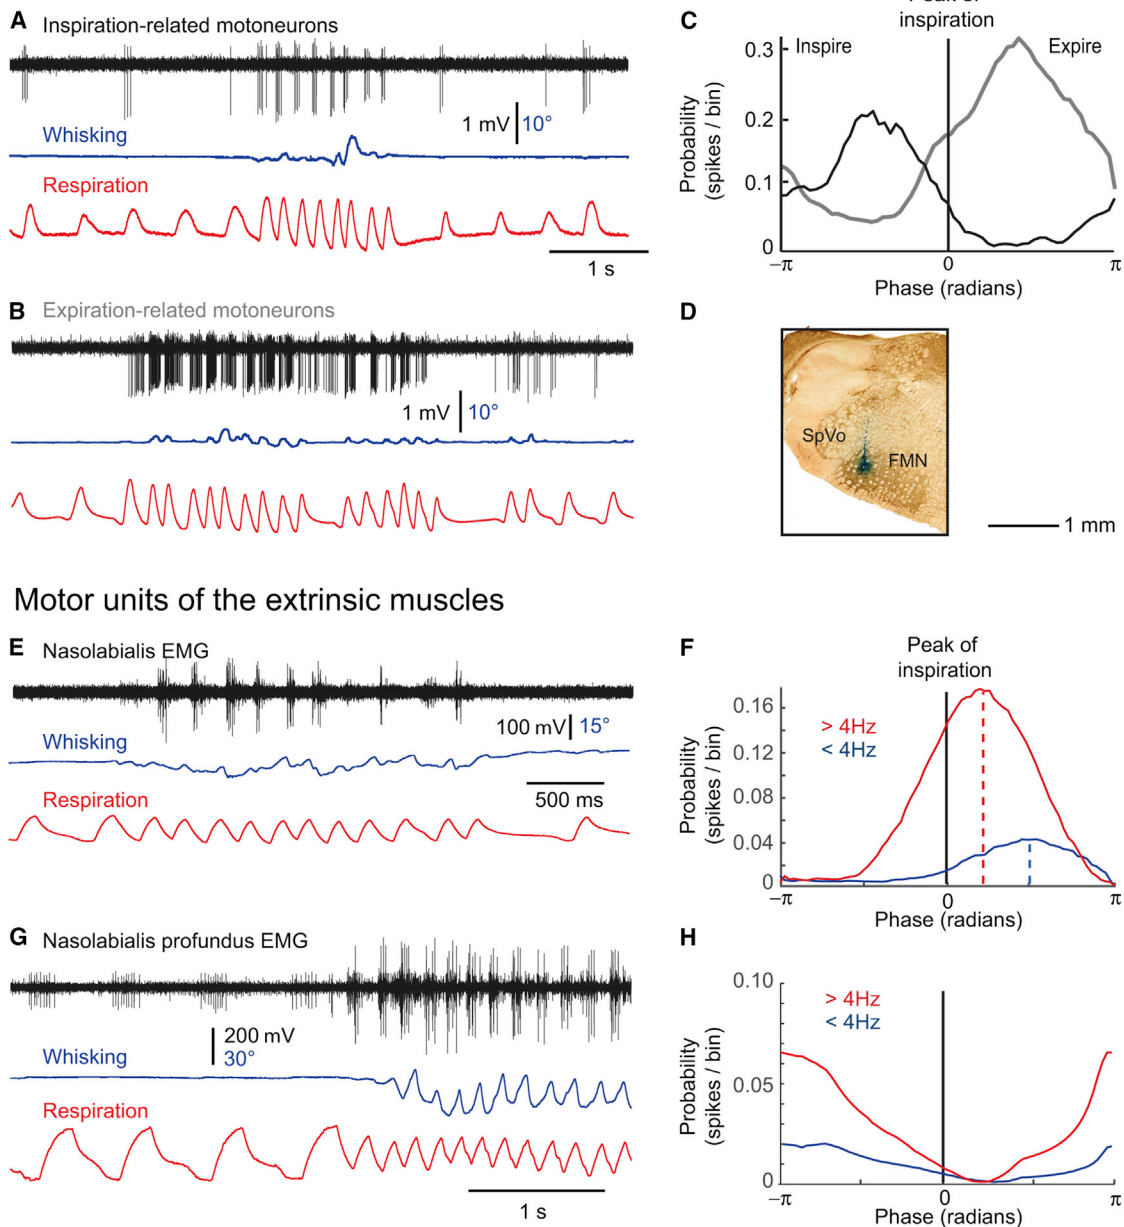 A
Inspiration-related motoneurons
1 mV
10°
Whisking
Respiration
1 s
B
Expiration-related motoneurons
1 mV
10°
C
inspiration
Inspire
Expire
Probability
(spikes / bin)
0.3
0.2
0.1
0
−π
0
π
Phase (radians)
D
SpVo
FMN
1 mm
Motor units of the extrinsic muscles
E
Nasolabialis EMG
100 mV
15°
Whisking
500 ms
Respiration
F
Peak of
inspiration
> 4Hz
< 4Hz
Probability
(spikes / bin)
0.16
0.12
0.08
0.04
0
−π
0
π
Phase (radians)
G
Nasolabialis profundus EMG
200 mV
30°
Whisking
Respiration
1 s
H
> 4Hz
< 4Hz
Probability
(spikes / bin)
0.10
0.05
0
−π
0
π
Phase (radians)